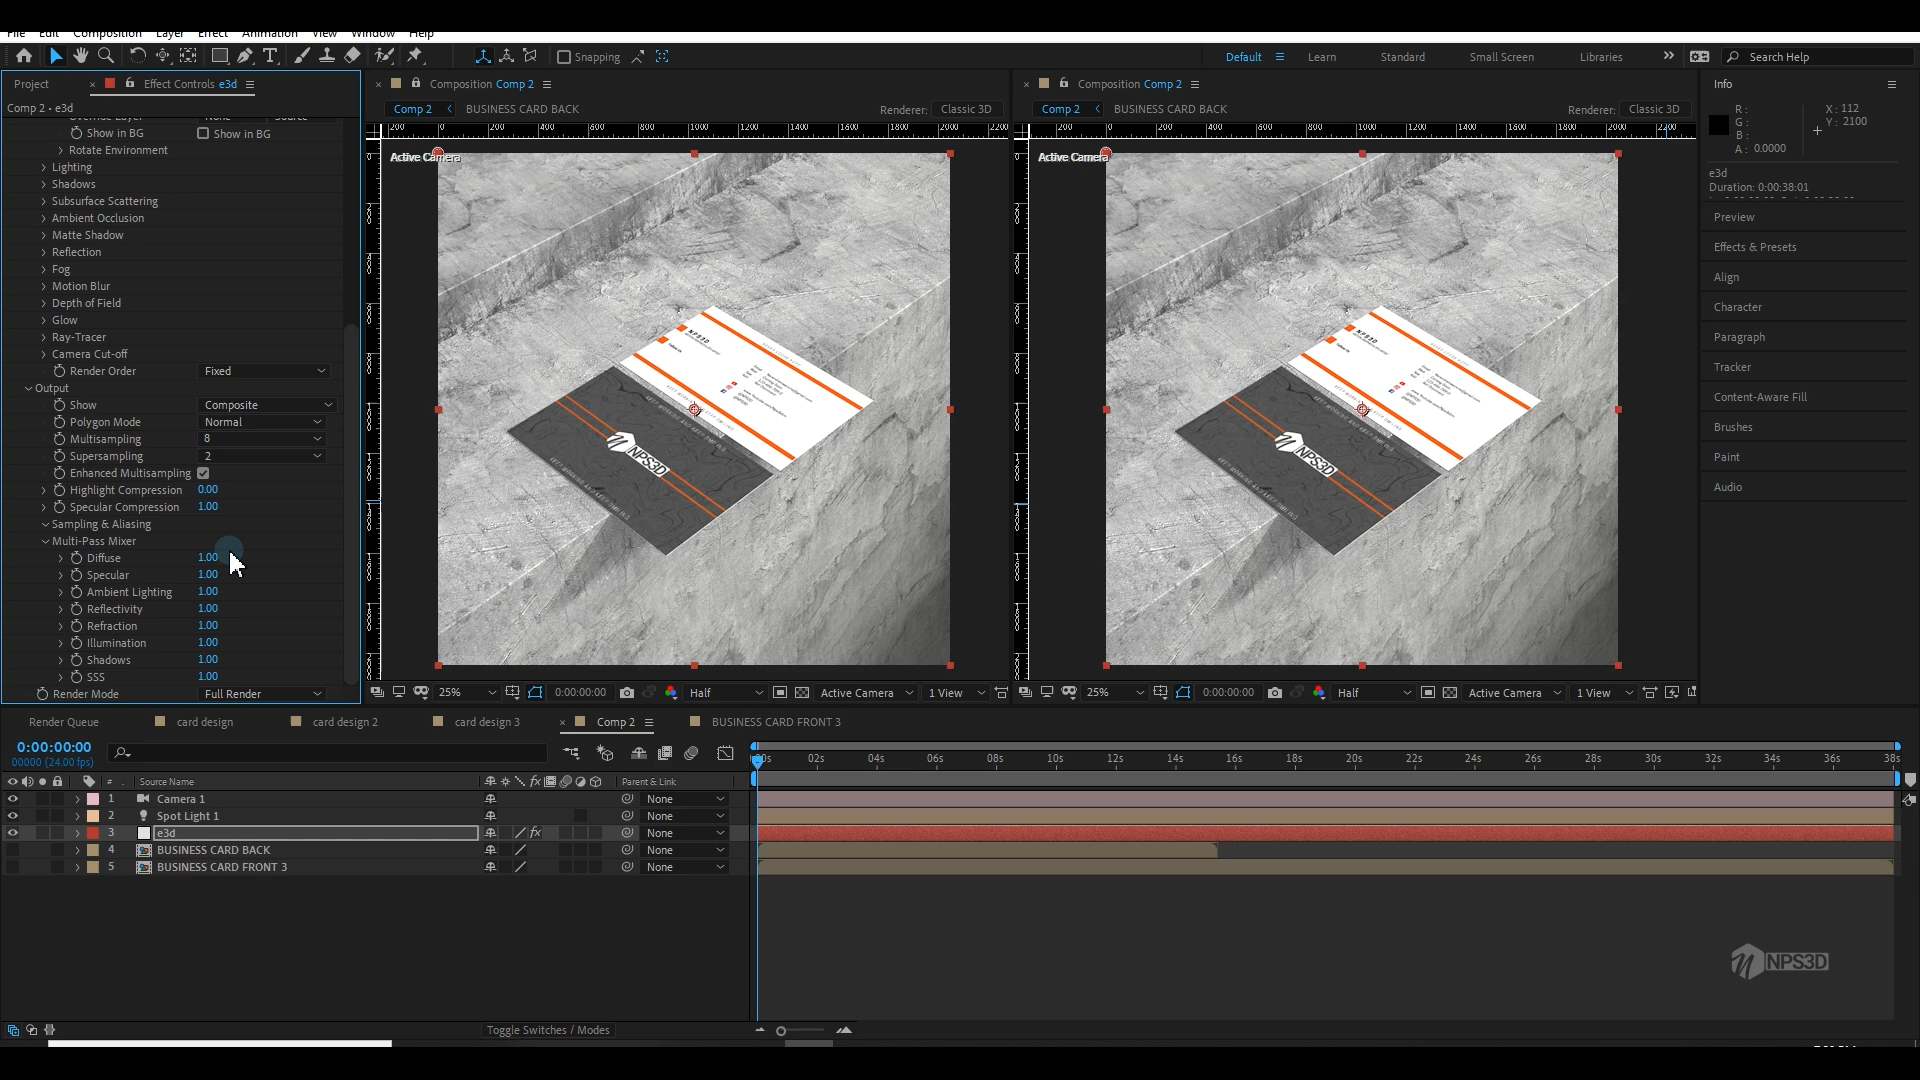 File Edit Composition Layer Effect Animation View Window Help
Snapping
Default Learn Standard Small Screen Libraries Search Help
Project Effect Controls e3d
Comp 2 • e3d
Show in BG Show in BG
Rotate Environment
Lighting
Shadows
Subsurface Scattering
Ambient Occlusion
Matte Shadow
Reflection
Fog
Motion Blur
Depth of Field
Glow
Ray-Tracer
Camera Cut-off
Render Order Fixed
Output
Show Composite
Polygon Mode Normal
Multisampling 8
Supersampling 2
Enhanced Multisampling
Highlight Compression 0.00
Specular Compression 1.00
Sampling & Aliasing
Multi-Pass Mixer
Diffuse 1.00
Specular 1.00
Ambient Lighting 1.00
Reflectivity 1.00
Refraction 1.00
Illumination 1.00
Shadows 1.00
SSS 1.00
Render Mode Full Render
Composition Comp 2
Comp 2 BUSINESS CARD BACK
Renderer: Classic 3D
Active Camera
NPS3D
NPS3D
25% 0:00:00:00 Half Active Camera 1 View
Composition Comp 2
Comp 2 BUSINESS CARD BACK
Renderer: Classic 3D
Active Camera
NPS3D
NPS3D
25% 0:00:00:00 Half Active Camera 1 View
Info
R :
G :
B :
A : 0.0000
X : 112
Y : 2100
e3d
Duration: 0:00:38:01
Preview
Effects & Presets
Align
Character
Paragraph
Tracker
Content-Aware Fill
Brushes
Paint
Audio
Render Queue card design card design 2 card design 3 Comp 2 BUSINESS CARD FRONT 3
0:00:00:00
00000 (24.00 fps)
02s 04s 06s 08s 10s 12s 14s 16s 18s 20s 22s 24s 26s 28s 30s 32s 34s 36s 38s
# Source Name Parent & Link
1 Camera 1 None
2 Spot Light 1 None
3 e3d None
4 BUSINESS CARD BACK None
5 BUSINESS CARD FRONT 3 None
Toggle Switches / Modes
NPS3D